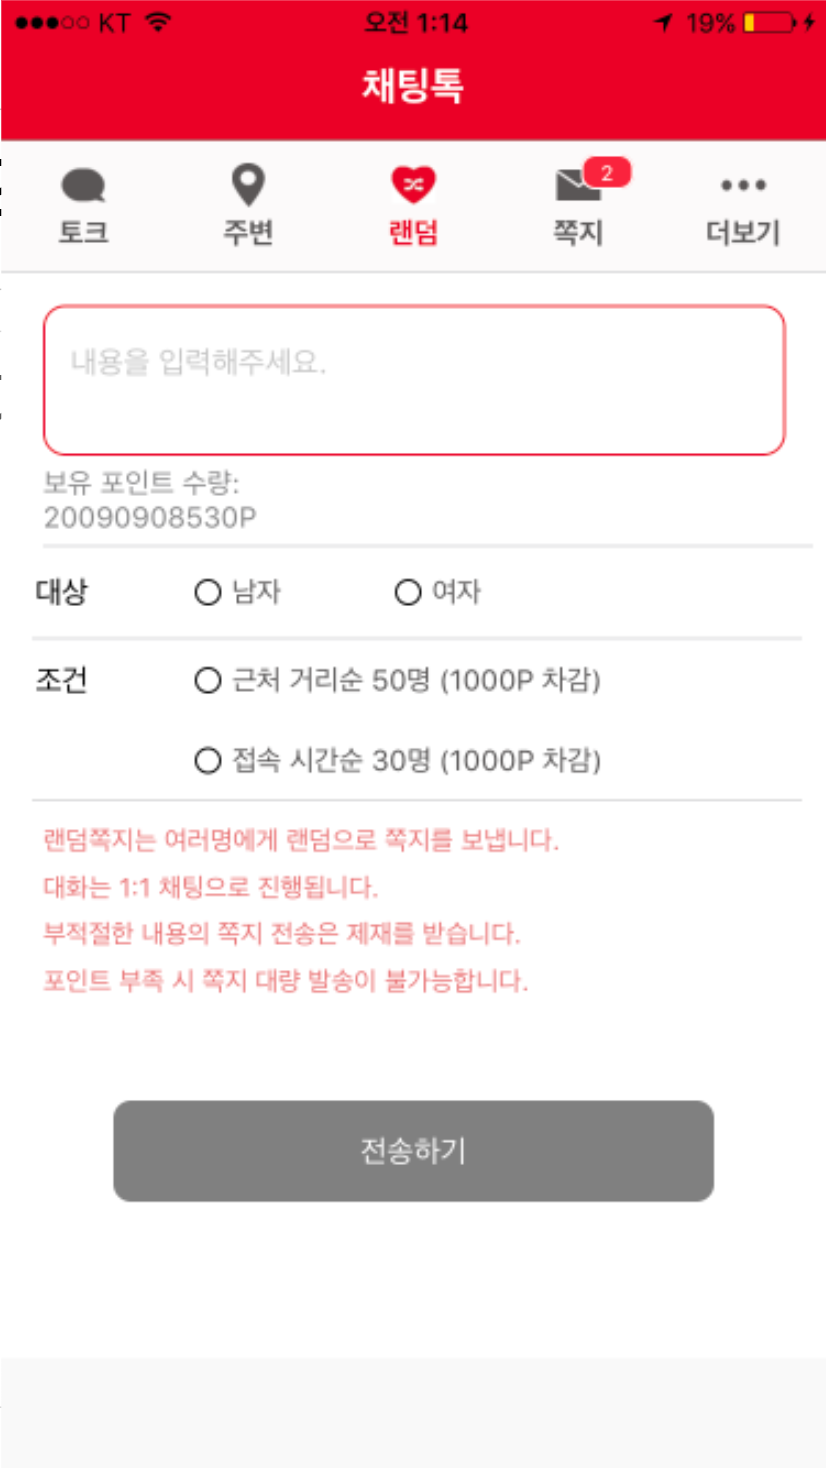 KT 오전 1:14 19%
채팅톡
2
토크 주변 랜덤 쪽지 더보기
내용을 입력해주세요.
보유 포인트 수량:
20090908530P
대상 남자 여자
조건 근처 거리순 50명 (1000P 차감)
접속 시간순 30명 (1000P 차감)
랜덤쪽지는 여러명에게 랜덤으로 쪽지를 보냅니다.
대화는 1:1 채팅으로 진행됩니다.
부적절한 내용의 쪽지 전송은 제재를 받습니다.
포인트 부족 시 쪽지 대량 발송이 불가능합니다.
전송하기